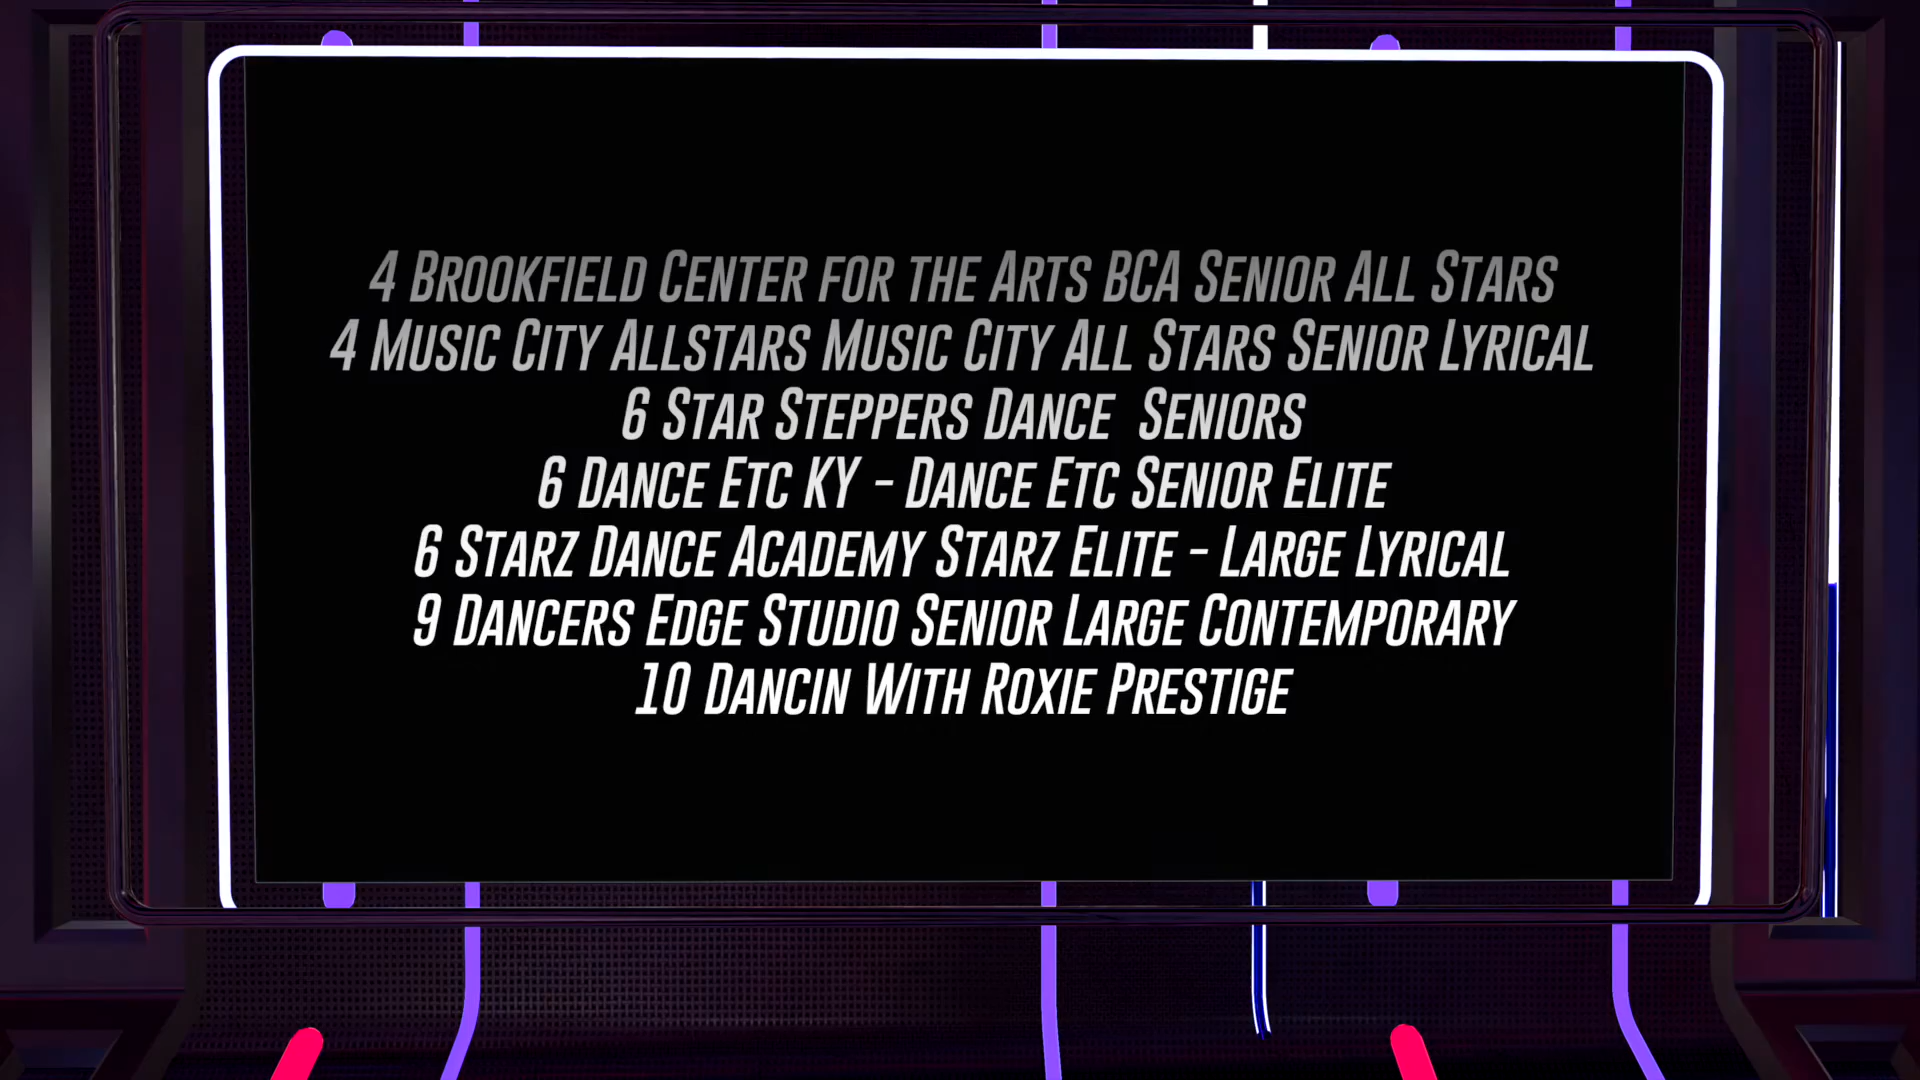 4 Brookfield Center for the Arts BCA Senior All Stars
4 Music City Allstars Music City All Stars Senior Lyrical
6 Star Steppers Dance  Seniors
6 Dance Etc KY - Dance Etc Senior Elite
6 Starz Dance Academy Starz Elite - Large Lyrical
9 Dancers Edge Studio Senior Large Contemporary
10 Dancin With Roxie Prestige